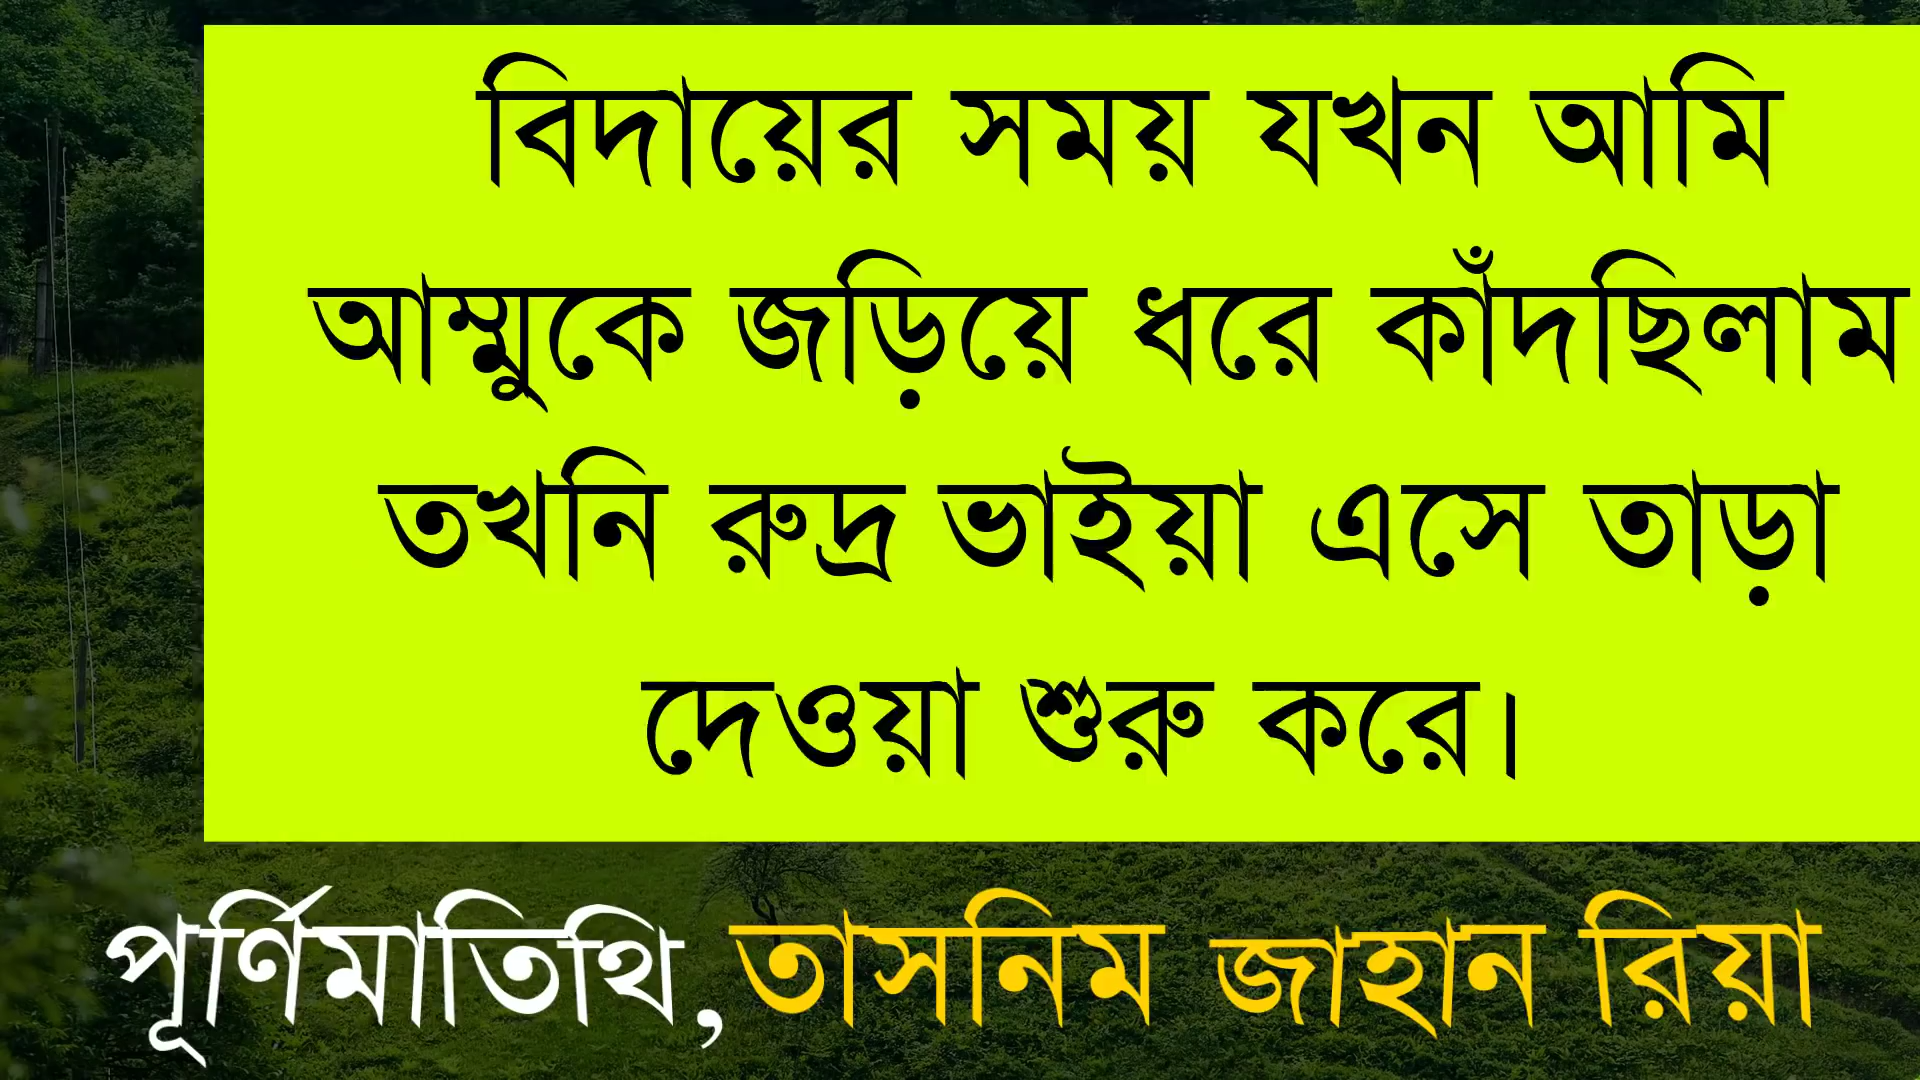 বিদায়ের সময় যখন আমি
আম্মুকে জড়িয়ে ধরে কাঁদছিলাম
তখনি রুদ্র ভাইয়া এসে তাড়া
দেওয়া শুরু করে।
পূর্ণিমাতিথি, তাসনিম জাহান রিয়া